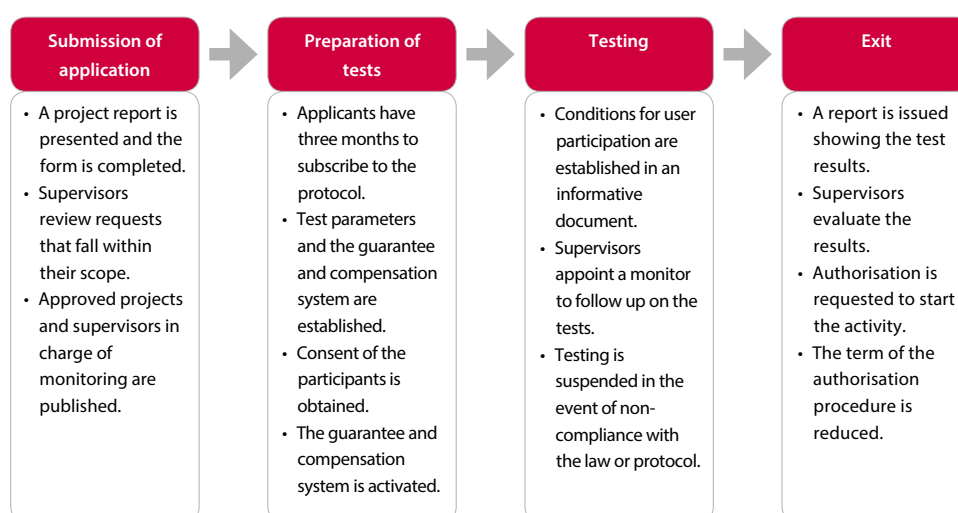 Submission of
application
• A project report is
presented and the
form is completed.
• Supervisors
review requests
that fall within
their scope.
• Approved projects
and supervisors in
charge of
monitoring are
published.
Preparation of
tests
• Applicants have
three months to
subscribe to the
protocol.
• Test parameters
and the guarantee
and compensation
system are
established.
• Consent of the
participants is
obtained.
• The guarantee and
compensation
system is activated.
Testing
• Conditions for user
participation are
established in an
informative
document.
• Supervisors
appoint a monitor
to follow up on the
tests.
• Testing is
suspended in the
event of non-
compliance with
the law or protocol.
Exit
• A report is issued
showing the test
results.
• Supervisors
evaluate the
results.
• Authorisation is
requested to start
the activity.
• The term of the
authorisation
procedure is
reduced.